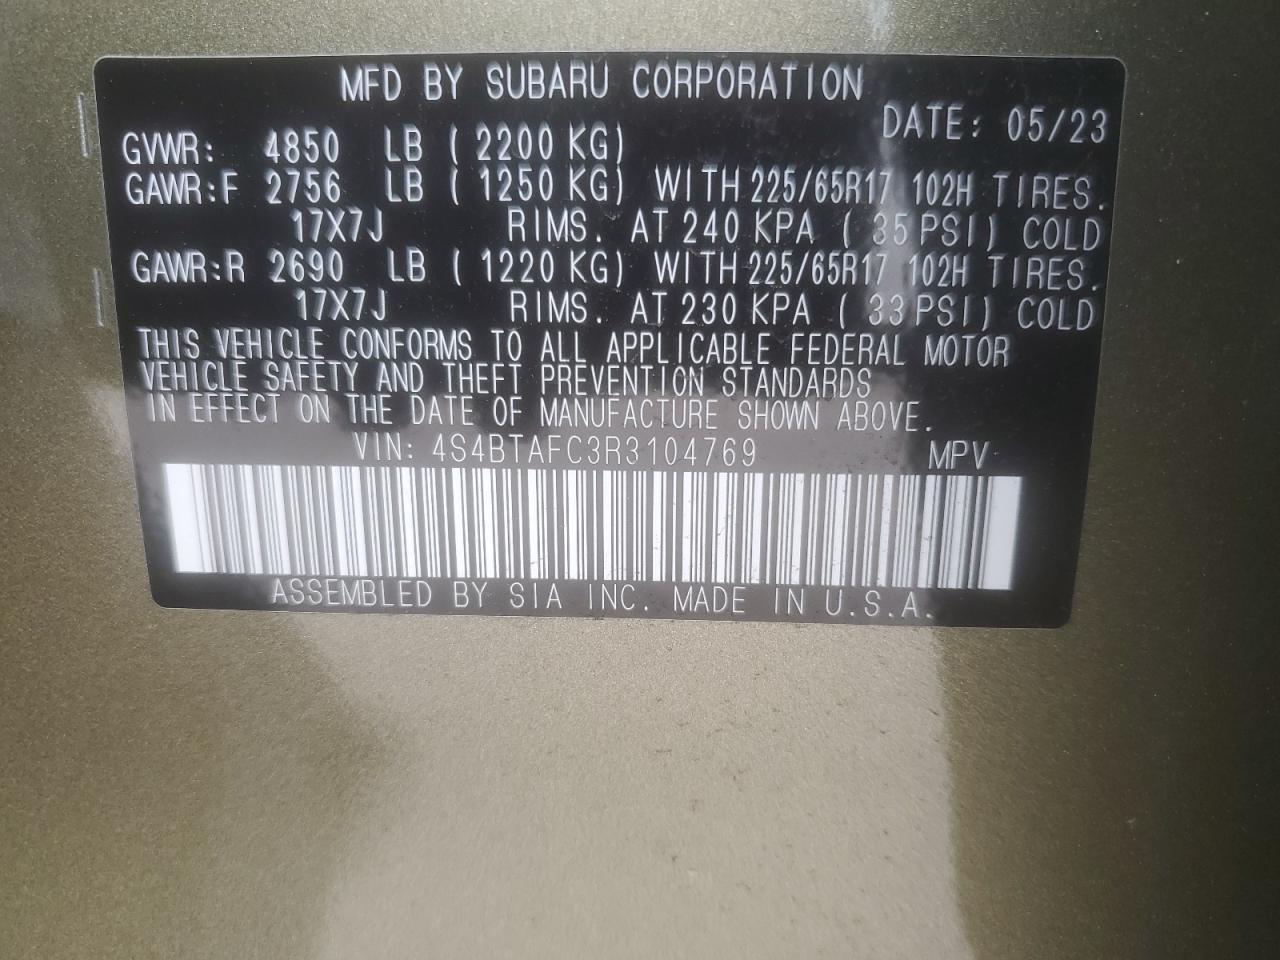 MFD BY SUBARU CORPORATION
DATE: 05/23
GVWR: 4850 LB ( 2200 KG)
GAWR:F 2756 LB ( 1250 KG) WITH 225/65R17 102H TIRES.
17X7J RIMS. AT 240 KPA ( 35 PSI) COLD
GAWR:R 2690 LB ( 1220 KG) WITH 225/65R17 102H TIRES.
17X7J RIMS. AT 230 KPA ( 33 PSI) COLD
THIS VEHICLE CONFORMS TO ALL APPLICABLE FEDERAL MOTOR
VEHICLE SAFETY AND THEFT PREVENTION STANDARDS
IN EFFECT ON THE DATE OF MANUFACTURE SHOWN ABOVE.
VIN: 4S4BTAFC3R3104769 MPV
ASSEMBLED BY SIA INC. MADE IN U.S.A.